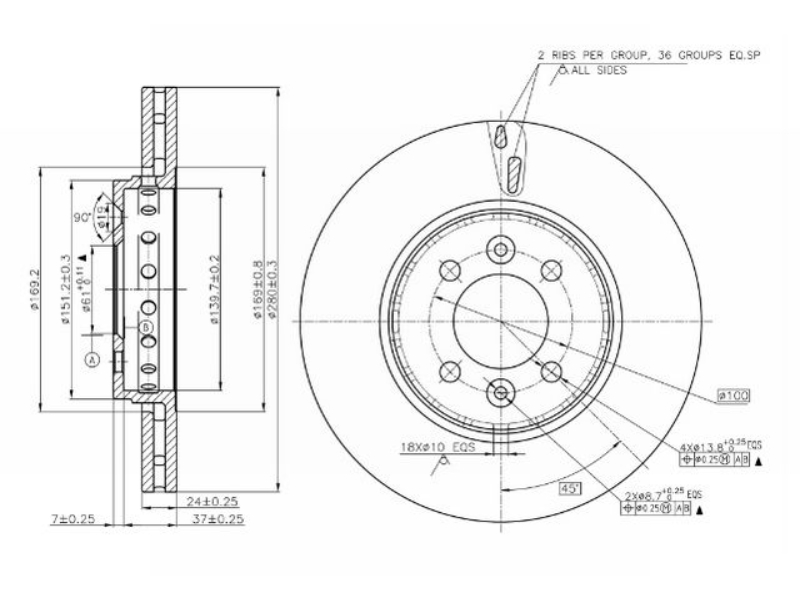 2 RIBS PER GROUP, 36 GROUPS EQ.SP
ALL SIDES
90°
ø19
ø169.2
ø151.2±0.3
ø61 +0.11 0 ▲
B
A
ø139.7±0.2
ø169±0.8
ø280±0.3
24±0.25
7±0.25
37±0.25
18Xø10 EQS
ø100
4Xø13.8 +0.25 0 EQS
⌖ ø0.25 Ⓜ A B ▲
45°
2Xø8.7 +0.25 0 EQS
⌖ ø0.25 Ⓜ A B ▲